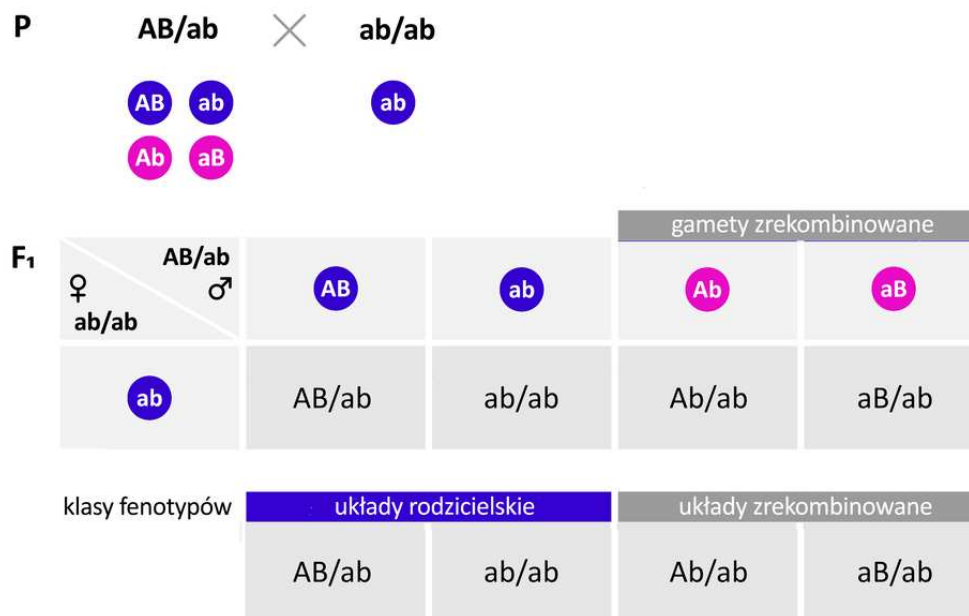 P AB/ab ab/ab
AB ab ab
Ab aB
gamety zrekombinowane
F₁ AB/ab
♀ ♂ AB ab Ab aB
ab/ab
ab AB/ab ab/ab Ab/ab aB/ab
klasy fenotypów układy rodzicielskie układy zrekombinowane
AB/ab ab/ab Ab/ab aB/ab